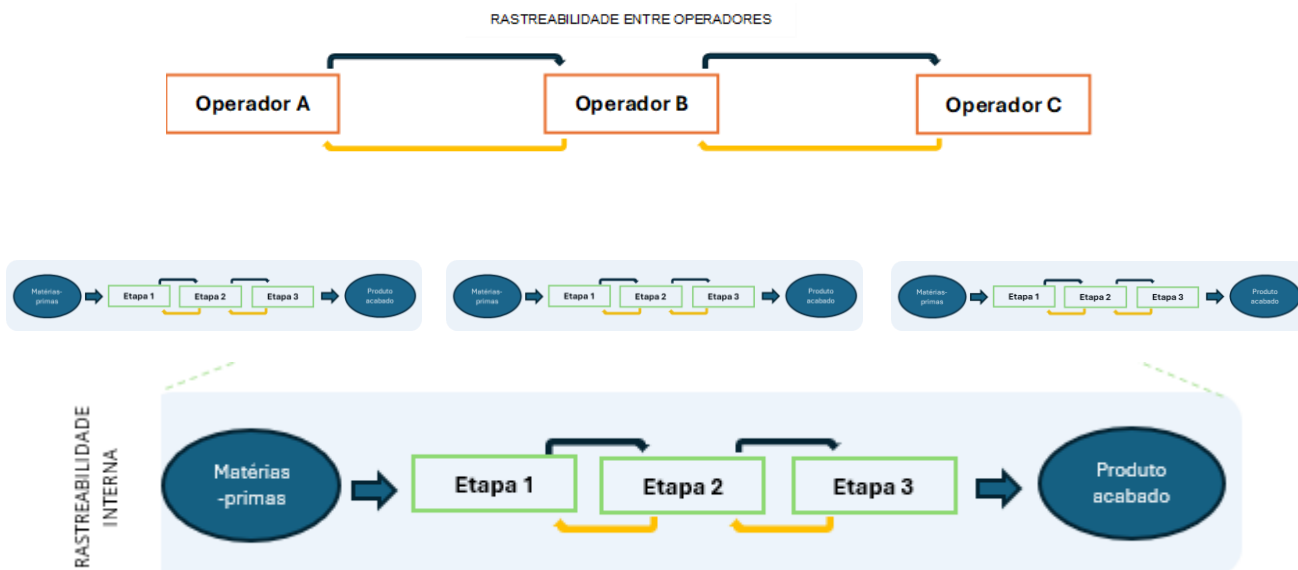 RASTREABILIDADE ENTRE OPERADORES
Operador A
Operador B
Operador C
Matérias-
primas
Etapa 1
Etapa 2
Etapa 3
Produto
acabado
Matérias-
primas
Etapa 1
Etapa 2
Etapa 3
Produto
acabado
Matérias-
primas
Etapa 1
Etapa 2
Etapa 3
Produto
acabado
RASTREABILIDADE
INTERNA
Matérias
-primas
Etapa 1
Etapa 2
Etapa 3
Produto
acabado